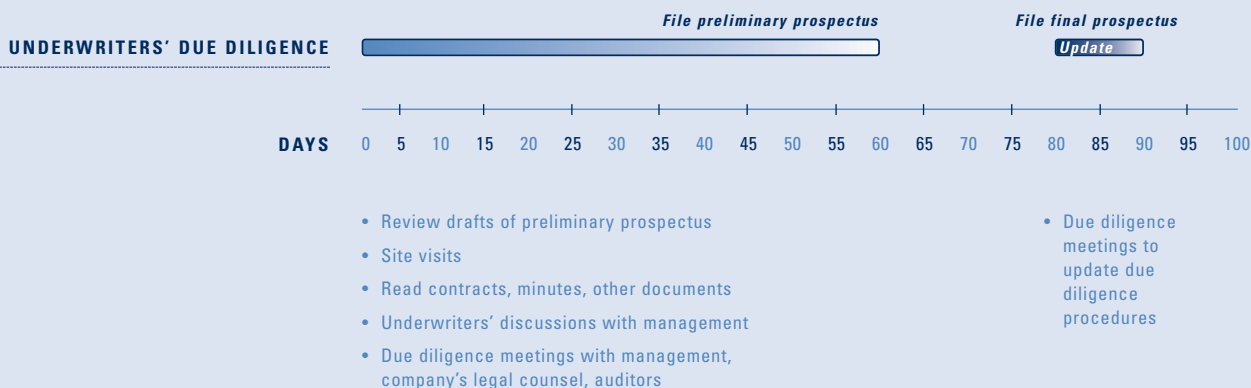 File preliminary prospectus
File final prospectus
UNDERWRITERS’ DUE DILIGENCE
Update
DAYS 0 5 10 15 20 25 30 35 40 45 50 55 60 65 70 75 80 85 90 95 100
• Review drafts of preliminary prospectus
• Site visits
• Read contracts, minutes, other documents
• Underwriters’ discussions with management
• Due diligence meetings with management,
company’s legal counsel, auditors
• Due diligence
meetings to
update due
diligence
procedures